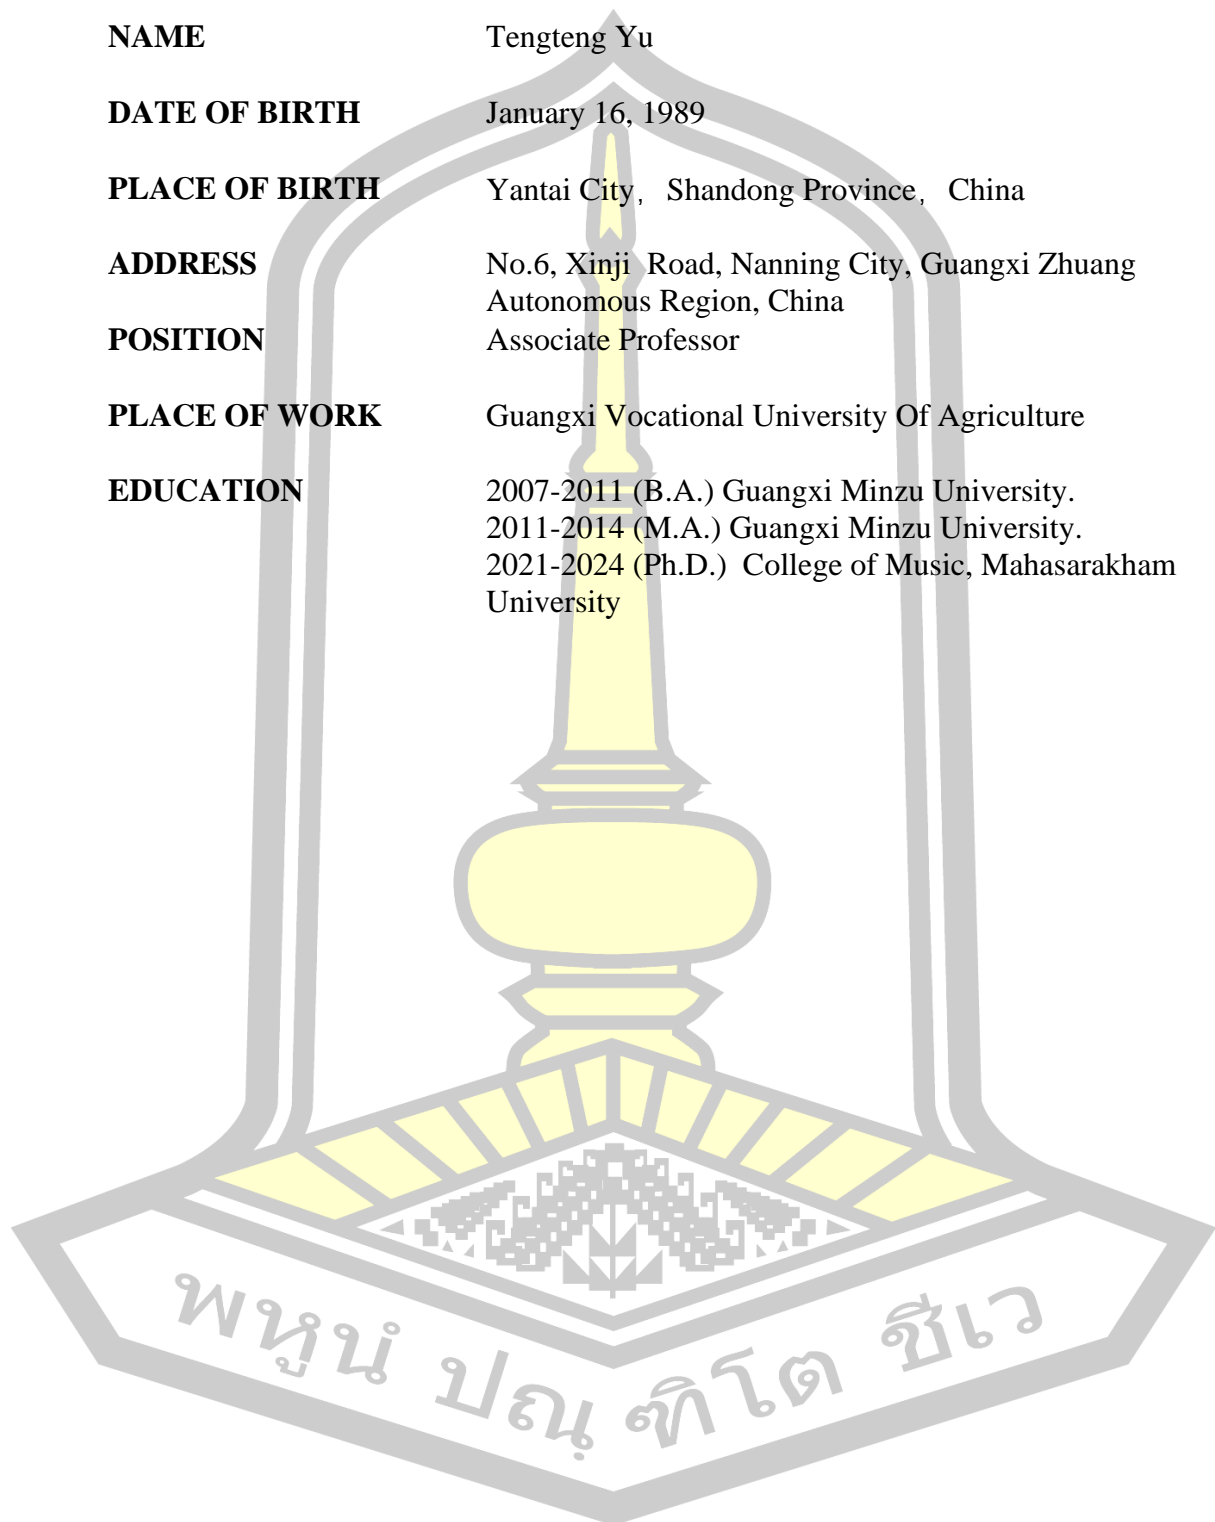 NAME Tengteng Yu
DATE OF BIRTH January 16, 1989
PLACE OF BIRTH Yantai City, Shandong Province, China
ADDRESS No.6, Xinji Road, Nanning City, Guangxi Zhuang
Autonomous Region, China
POSITION Associate Professor
PLACE OF WORK Guangxi Vocational University Of Agriculture
EDUCATION 2007-2011 (B.A.) Guangxi Minzu University.
2011-2014 (M.A.) Guangxi Minzu University.
2021-2024 (Ph.D.) College of Music, Mahasarakham
University
พหูนํ ปณฺฑิโต ชีเว